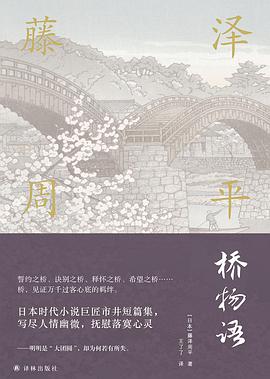 藤泽
周平
桥物语
[日本] 藤泽周平 著
王了了 译
誓约之桥、诀别之桥、释怀之桥、希望之桥……
桥，见证万千过客心底的羁绊。
日本时代小说巨匠市井短篇集，
写尽人情幽微，抚慰落寞心灵
——明明是“大团圆”，却为何若有所失。
译林出版社